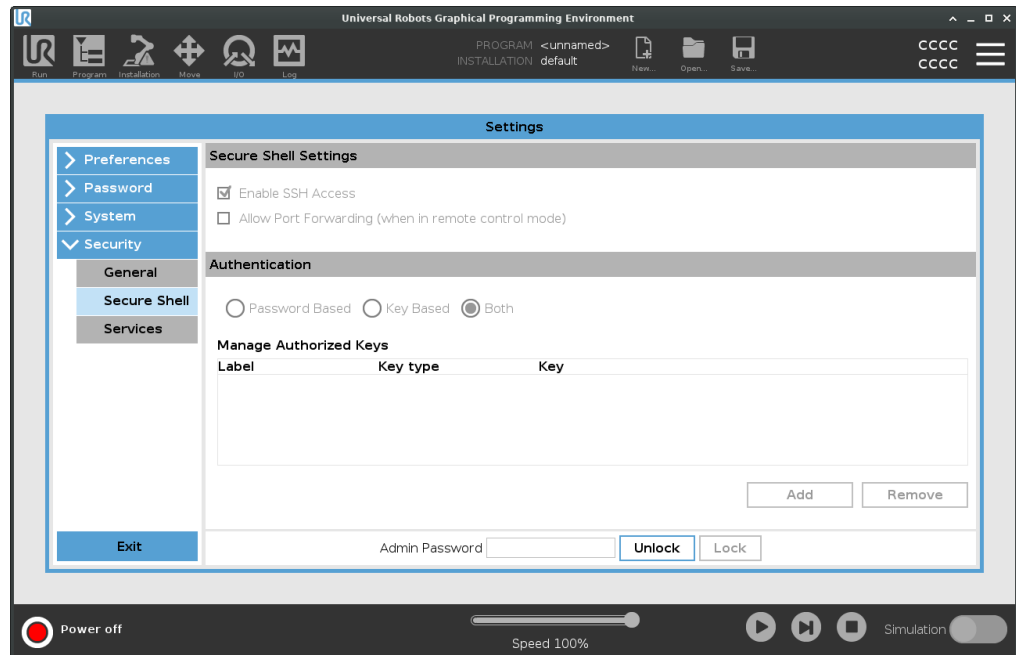 Universal Robots Graphical Programming Environment
UR
Run
Program
Installation
Move
I/O
Log
PROGRAM <unnamed>
INSTALLATION default
New...
Open...
Save...
cccc
cccc
Settings
Preferences
Password
System
Security
General
Secure Shell
Services
Exit
Secure Shell Settings
Enable SSH Access
Allow Port Forwarding (when in remote control mode)
Authentication
Password Based Key Based Both
Manage Authorized Keys
Label Key type Key
Add Remove
Admin Password Unlock Lock
Power off
Speed 100%
Simulation